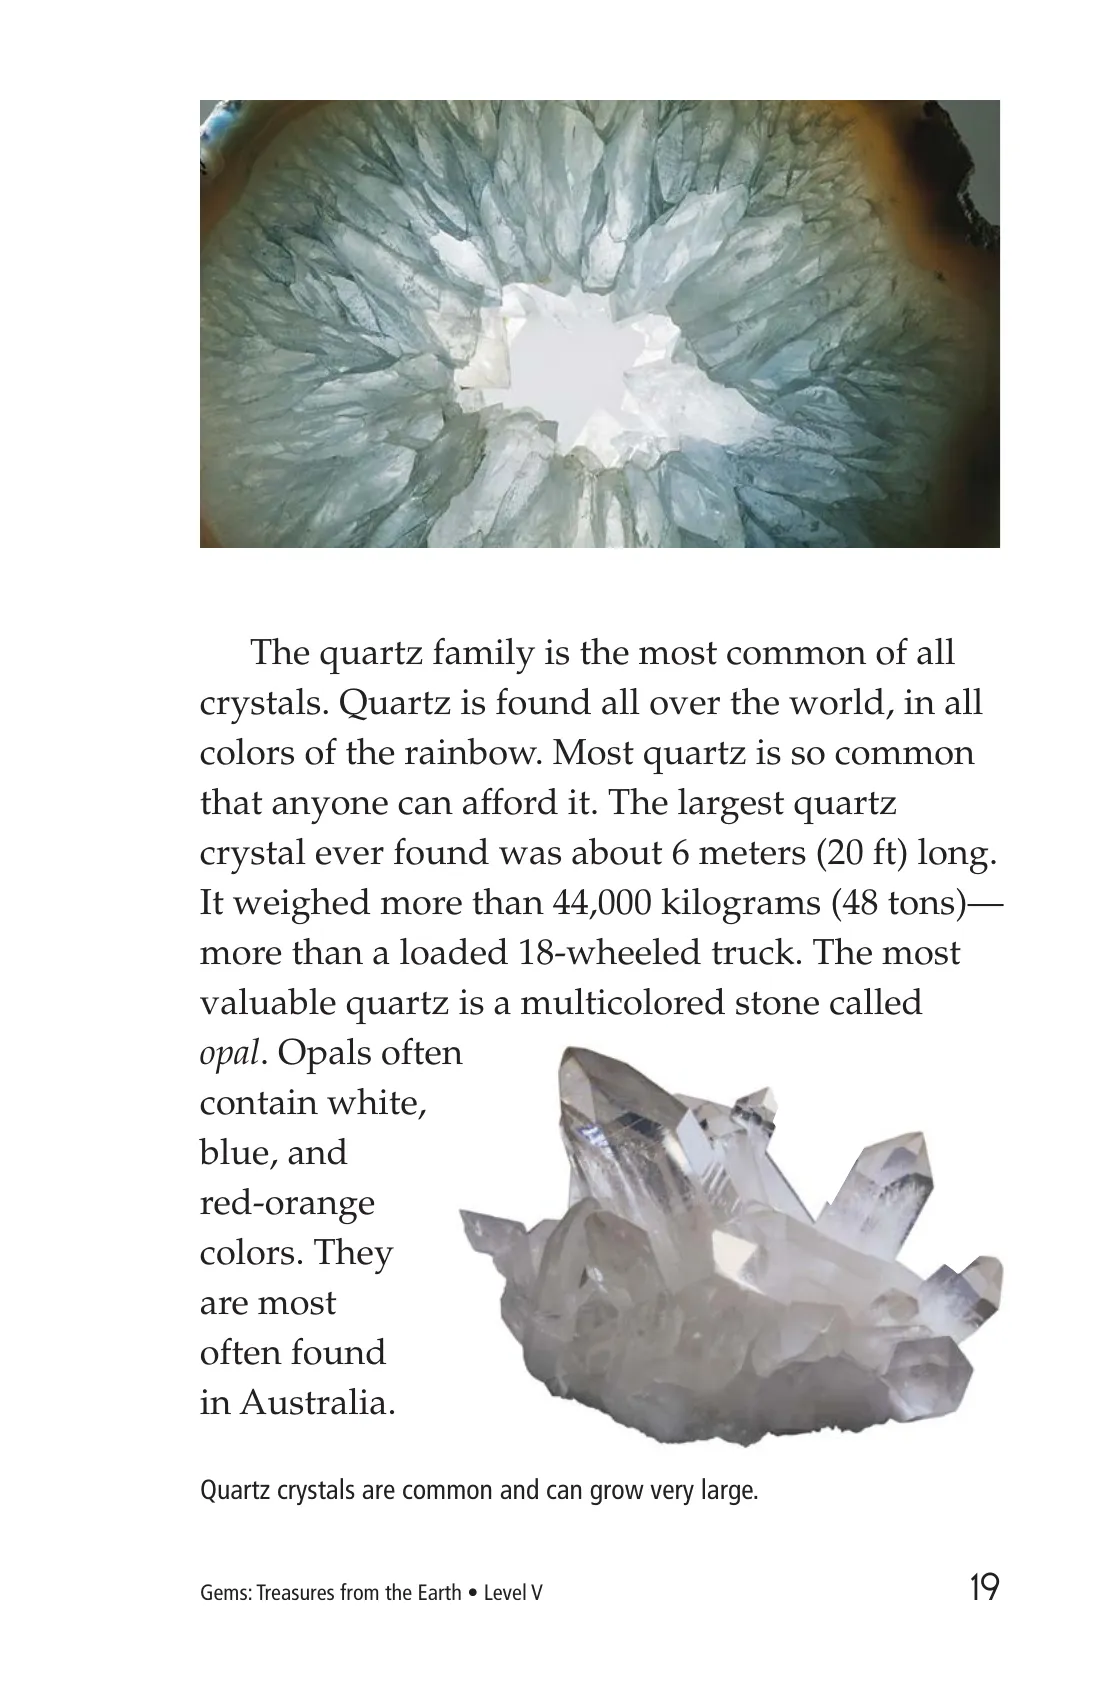 The quartz family is the most common of all
crystals. Quartz is found all over the world, in all
colors of the rainbow. Most quartz is so common
that anyone can afford it. The largest quartz
crystal ever found was about 6 meters (20 ft) long.
It weighed more than 44,000 kilograms (48 tons)—
more than a loaded 18-wheeled truck. The most
valuable quartz is a multicolored stone called
opal. Opals often
contain white,
blue, and
red-orange
colors. They
are most
often found
in Australia.
Quartz crystals are common and can grow very large.
Gems: Treasures from the Earth • Level V
19